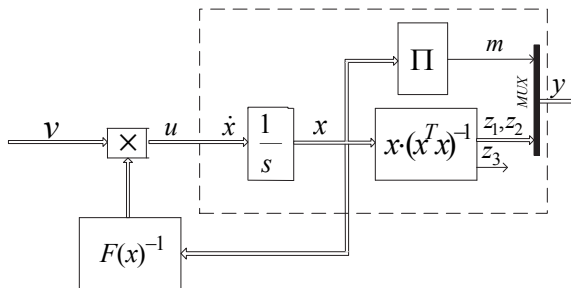 Π
m
MUX
y
v
×
u
ẋ
1
s
x
x·(xᵀx)⁻¹
z₁,z₂
z₃
F(x)⁻¹